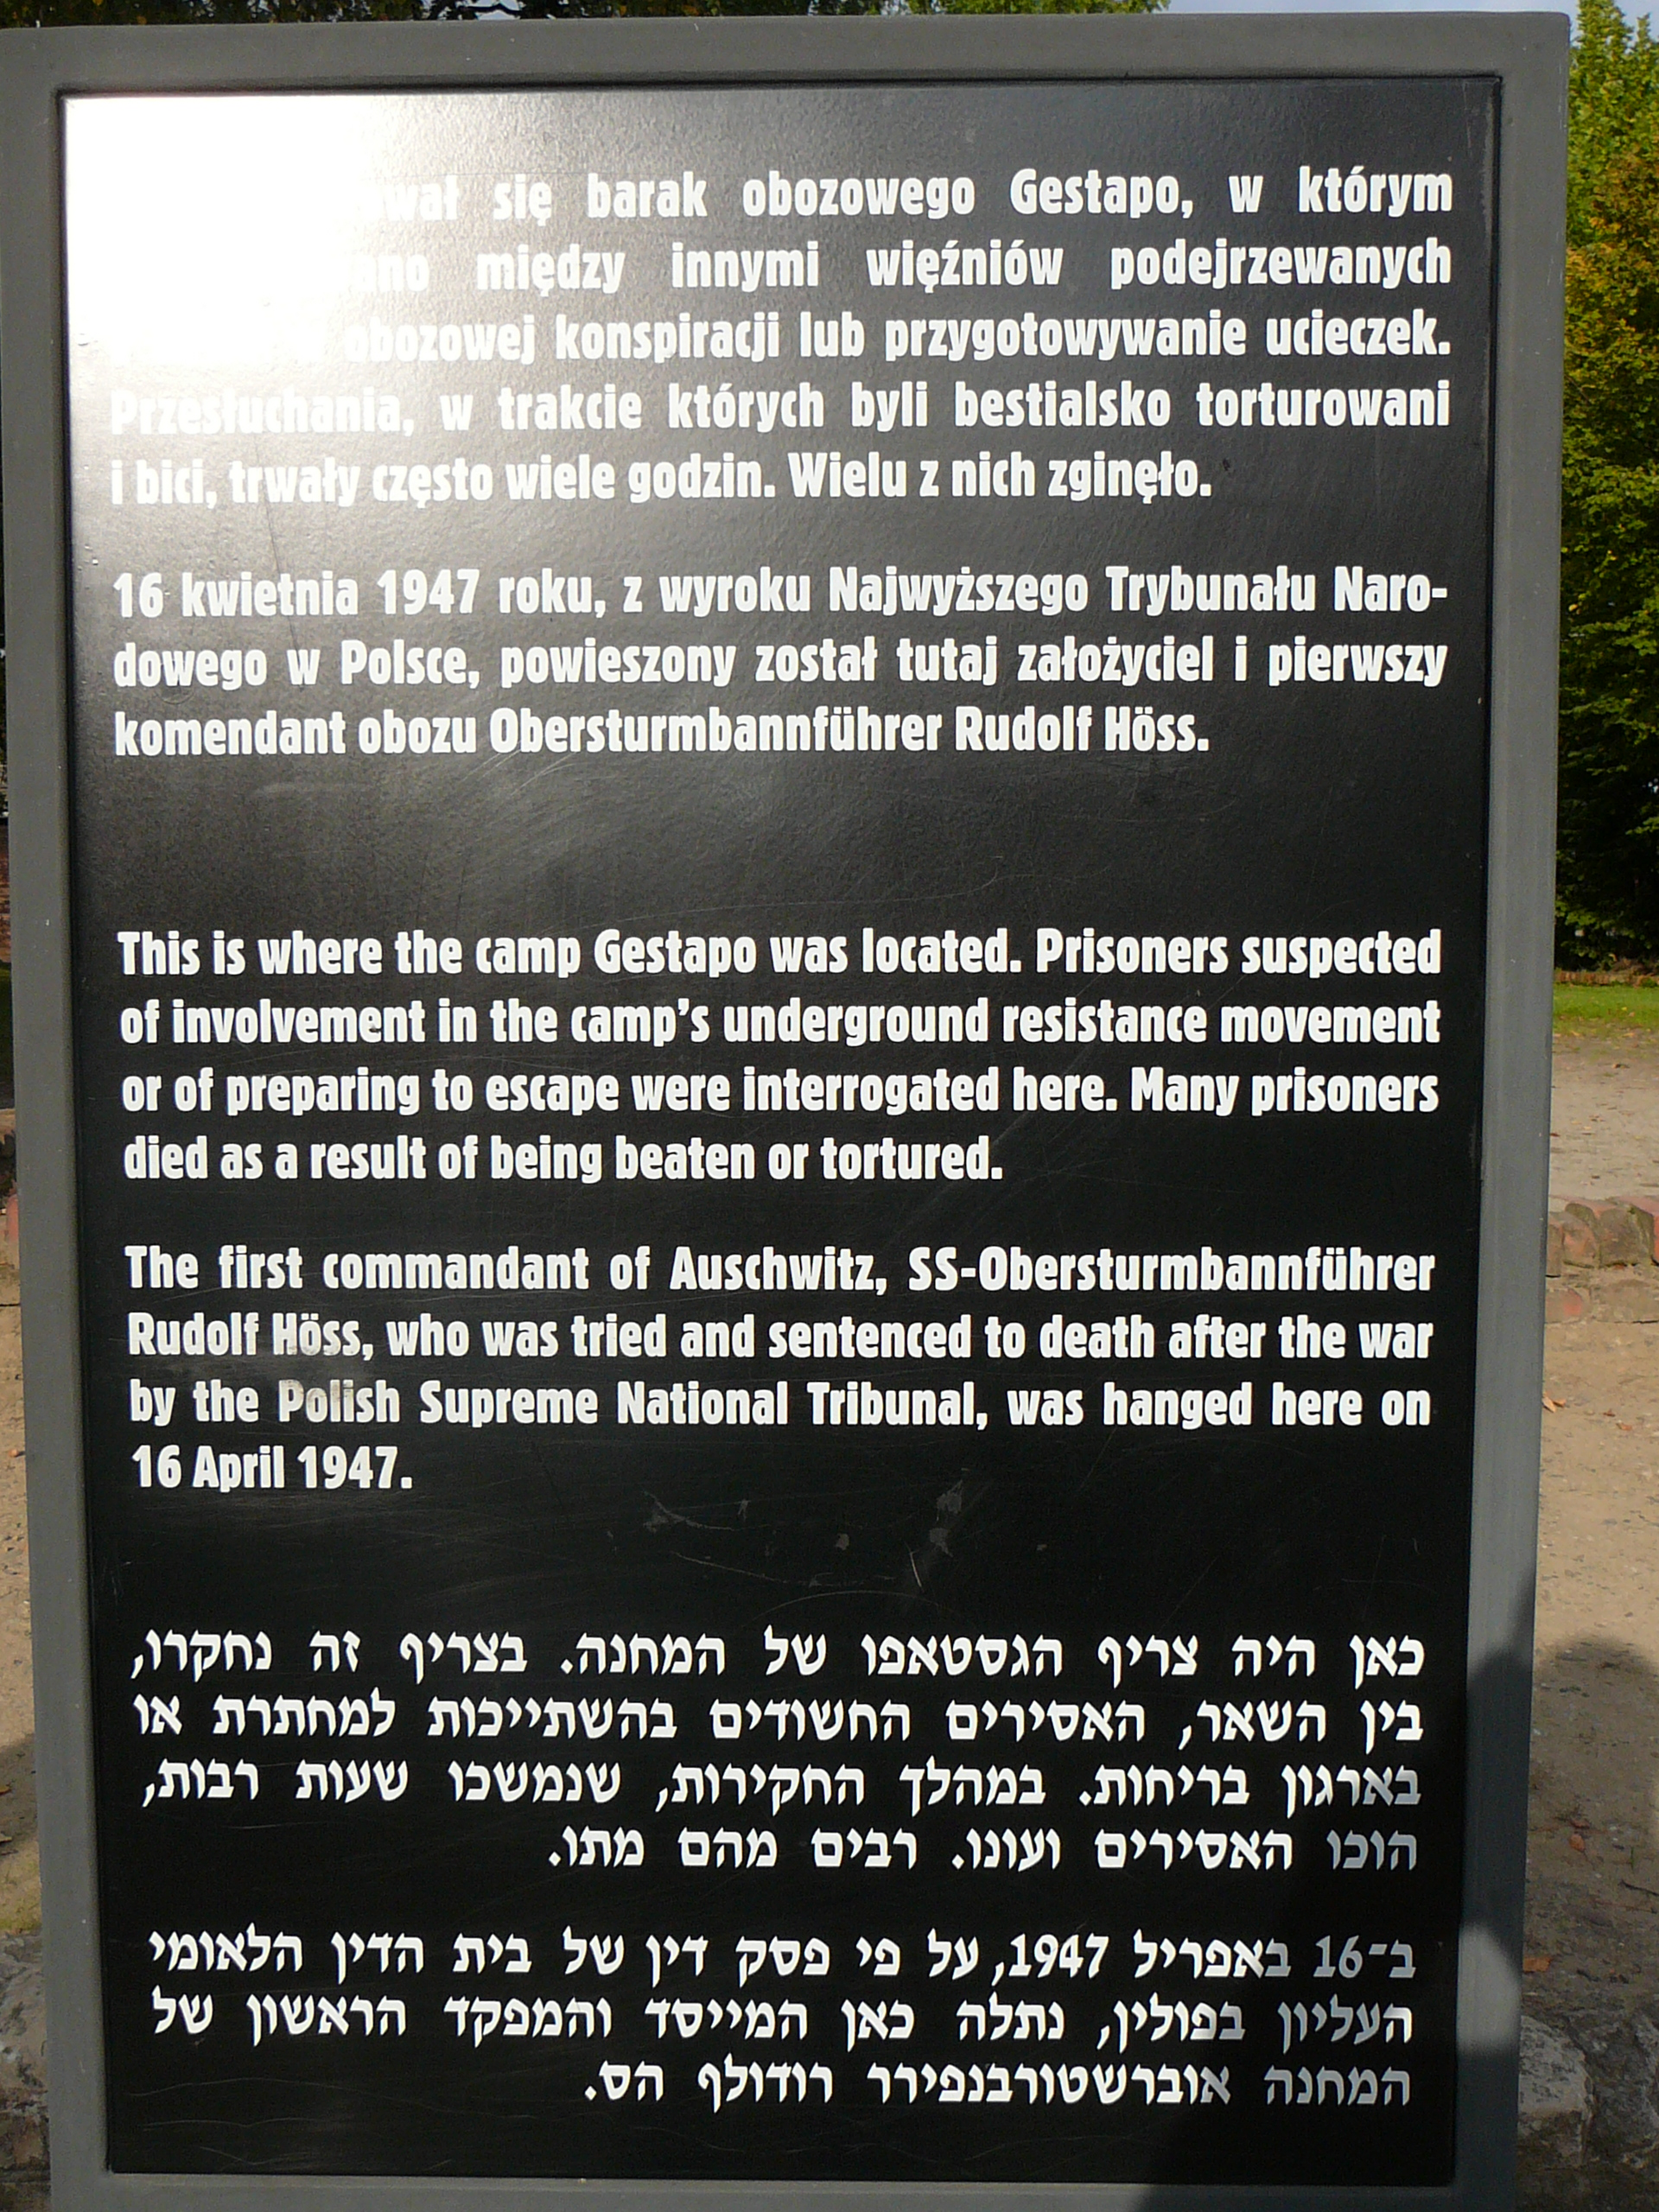 się barak obozowego Gestapo, w którym
między innymi więźniów podejrzewanych
obozowej konspiracji lub przygotowywanie ucieczek.
Przesłuchania, w trakcie których byli bestialsko torturowani
i bici, trwały często wiele godzin. Wielu z nich zginęło.
16 kwietnia 1947 roku, z wyroku Najwyższego Trybunału Naro-
dowego w Polsce, powieszony został tutaj założyciel i pierwszy
komendant obozu Obersturmbannführer Rudolf Höss.
This is where the camp Gestapo was located. Prisoners suspected
of involvement in the camp's underground resistance movement
or of preparing to escape were interrogated here. Many prisoners
died as a result of being beaten or tortured.
The first commandant of Auschwitz, SS-Obersturmbannführer
Rudolf Höss, who was tried and sentenced to death after the war
by the Polish Supreme National Tribunal, was hanged here on
16 April 1947.
כאן היה צריף הגסטאפו של המחנה. בצריף זה נחקרו,
בין השאר, האסירים החשודים בהשתייכות למחתרת או
בארגון בריחות. במהלך החקירות, שנמשכו שעות רבות,
הוכו האסירים ועונו. רבים מהם מתו.
ב־16 באפריל 1947, על פי פסק דין של בית הדין הלאומי
העליון בפולין, נתלה כאן המייסד והמפקד הראשון של
המחנה אוברשטורבנפירר רודולף הס.